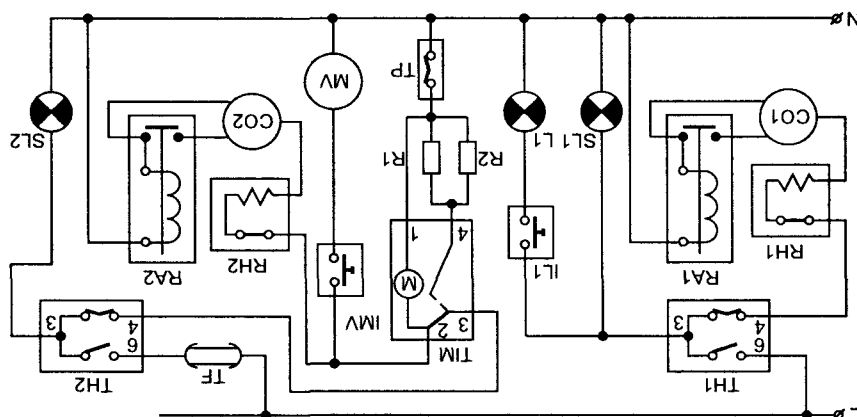 TH1
6
4
3
TIM
3
2
M
4
1
IMV
TF
TH2
6
4
3
RH1
RA1
IL1
RH2
RA2
CO1
SL1
L1
R2
R1
CO2
SL2
TP
MV
N